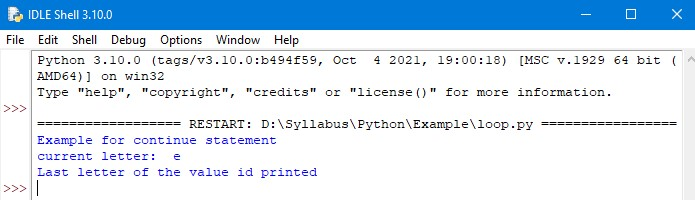 IDLE Shell 3.10.0
File Edit Shell Debug Options Window Help
Python 3.10.0 (tags/v3.10.0:b494f59, Oct  4 2021, 19:00:18) [MSC v.1929 64 bit (
AMD64)] on win32
Type "help", "copyright", "credits" or "license()" for more information.
>>>
================== RESTART: D:\Syllabus\Python\Example\loop.py =================
Example for continue statement
current letter:  e
Last letter of the value id printed
>>>